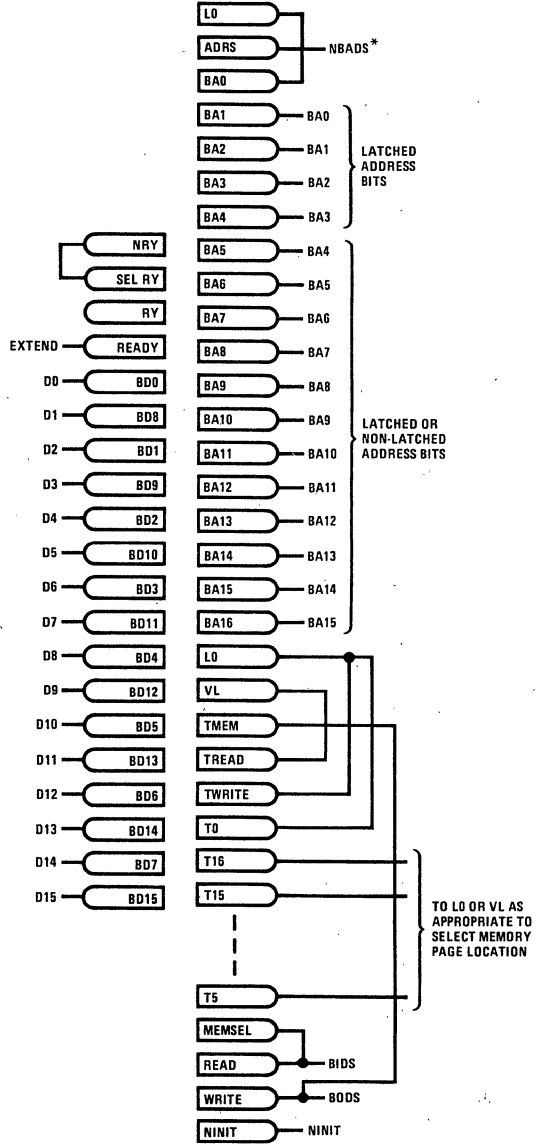 L0
ADRS NBADS*
BA0
BA1 BA0
BA2 BA1
BA3 BA2
BA4 BA3
LATCHED
ADDRESS
BITS
NRY
SEL RY
RY
EXTEND READY
D0 BD0
D1 BD8
D2 BD1
D3 BD9
D4 BD2
D5 BD10
D6 BD3
D7 BD11
D8 BD4
D9 BD12
D10 BD5
D11 BD13
D12 BD6
D13 BD14
D14 BD7
D15 BD15
BA5 BA4
BA6 BA5
BA7 BA6
BA8 BA7
BA9 BA8
BA10 BA9
BA11 BA10
BA12 BA11
BA13 BA12
BA14 BA13
BA15 BA14
BA16 BA15
LATCHED OR
NON-LATCHED
ADDRESS BITS
L0
VL
TMEM
TREAD
TWRITE
T0
T16
T15
T5
TO L0 OR VL AS
APPROPRIATE TO
SELECT MEMORY
PAGE LOCATION
MEMSEL
READ BIDS
WRITE BODS
NINIT NINIT